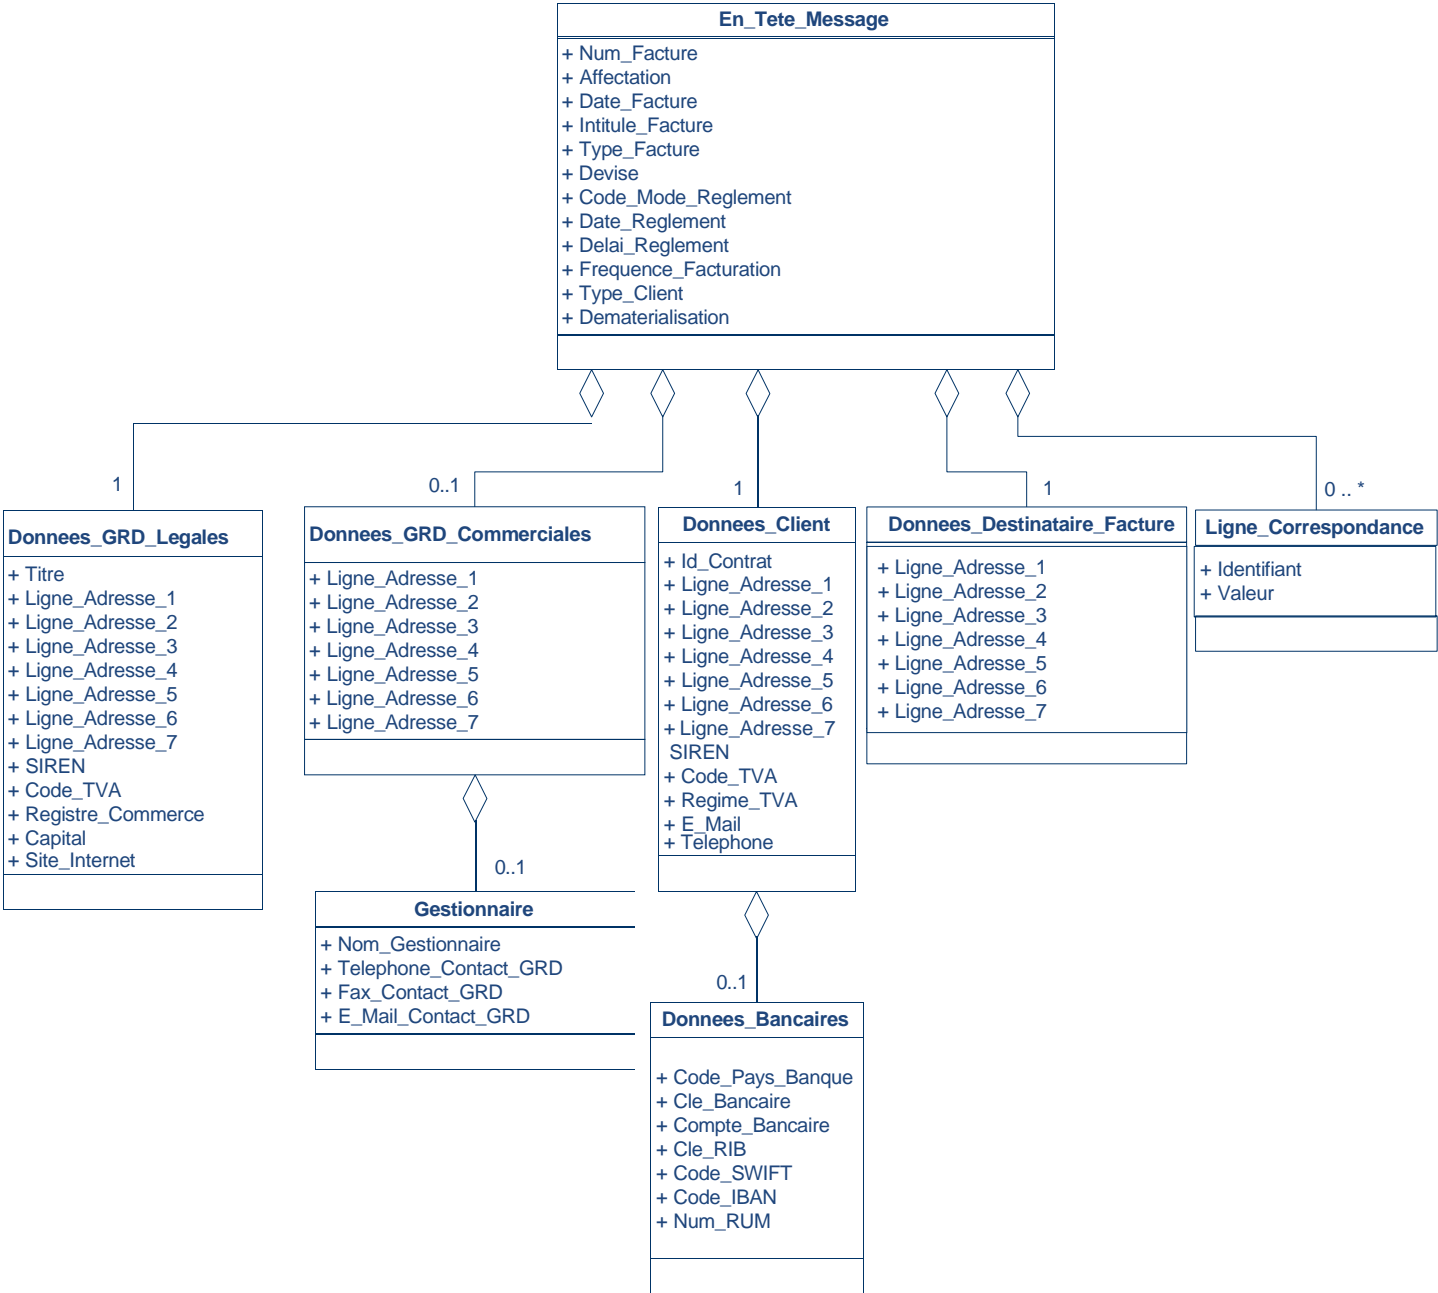 En_Tete_Message
+ Num_Facture
+ Affectation
+ Date_Facture
+ Intitule_Facture
+ Type_Facture
+ Devise
+ Code_Mode_Reglement
+ Date_Reglement
+ Delai_Reglement
+ Frequence_Facturation
+ Type_Client
+ Dematerialisation
1
0..1
1
1
0 .. *
Donnees_GRD_Legales
+ Titre
+ Ligne_Adresse_1
+ Ligne_Adresse_2
+ Ligne_Adresse_3
+ Ligne_Adresse_4
+ Ligne_Adresse_5
+ Ligne_Adresse_6
+ Ligne_Adresse_7
+ SIREN
+ Code_TVA
+ Registre_Commerce
+ Capital
+ Site_Internet
Donnees_GRD_Commerciales
+ Ligne_Adresse_1
+ Ligne_Adresse_2
+ Ligne_Adresse_3
+ Ligne_Adresse_4
+ Ligne_Adresse_5
+ Ligne_Adresse_6
+ Ligne_Adresse_7
Donnees_Client
+ Id_Contrat
+ Ligne_Adresse_1
+ Ligne_Adresse_2
+ Ligne_Adresse_3
+ Ligne_Adresse_4
+ Ligne_Adresse_5
+ Ligne_Adresse_6
+ Ligne_Adresse_7
SIREN
+ Code_TVA
+ Regime_TVA
+ E_Mail
+ Telephone
Donnees_Destinataire_Facture
+ Ligne_Adresse_1
+ Ligne_Adresse_2
+ Ligne_Adresse_3
+ Ligne_Adresse_4
+ Ligne_Adresse_5
+ Ligne_Adresse_6
+ Ligne_Adresse_7
Ligne_Correspondance
+ Identifiant
+ Valeur
0..1
Gestionnaire
+ Nom_Gestionnaire
+ Telephone_Contact_GRD
+ Fax_Contact_GRD
+ E_Mail_Contact_GRD
0..1
Donnees_Bancaires
+ Code_Pays_Banque
+ Cle_Bancaire
+ Compte_Bancaire
+ Cle_RIB
+ Code_SWIFT
+ Code_IBAN
+ Num_RUM